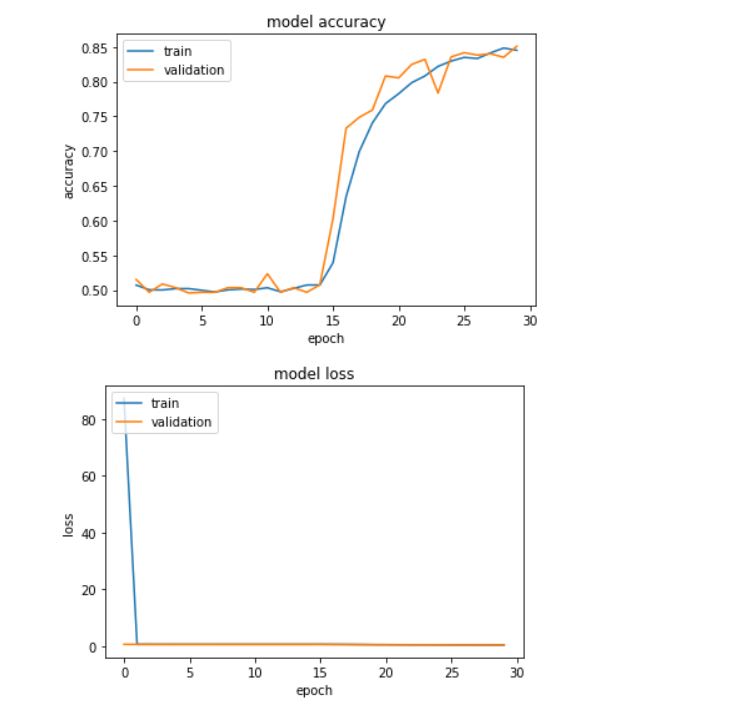 model accuracy
train
validation
0.85
0.80
0.75
0.70
0.65
0.60
0.55
0.50
accuracy
0 5 10 15 20 25 30
epoch
model loss
train
validation
80
60
40
20
0
loss
0 5 10 15 20 25 30
epoch